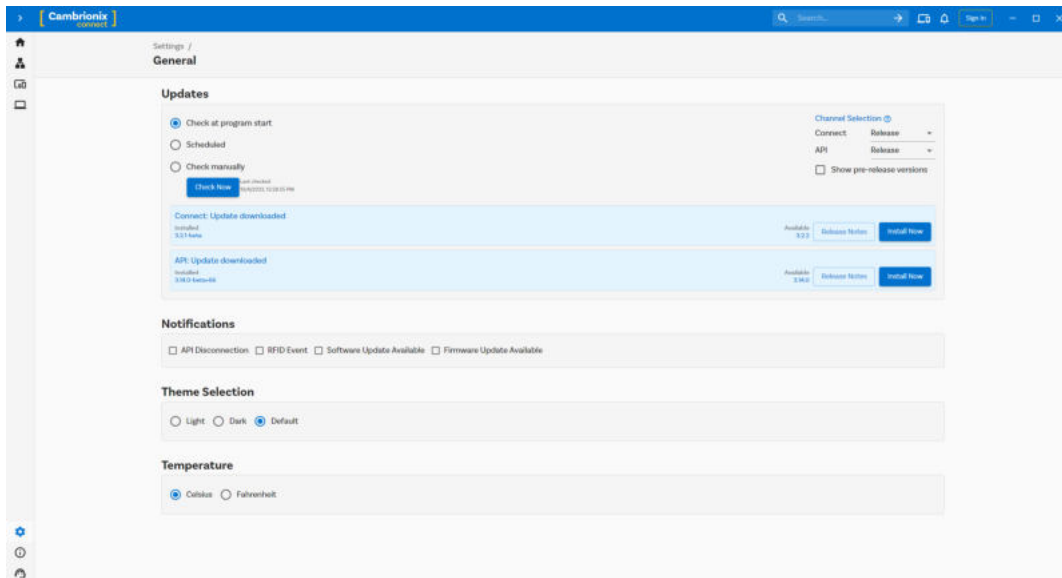 Cambrionix
connect
Search...
Sign in
Settings /
General
Updates
Check at program start
Scheduled
Check manually
Check Now
Last checked
Channel Selection
Connect Release
API Release
Show pre-release versions
Connect: Update downloaded
Installed
Available
Release Notes
Install Now
API: Update downloaded
Installed
Available
Release Notes
Install Now
Notifications
API Disconnection RFID Event Software Update Available Firmware Update Available
Theme Selection
Light Dark Default
Temperature
Celsius Fahrenheit